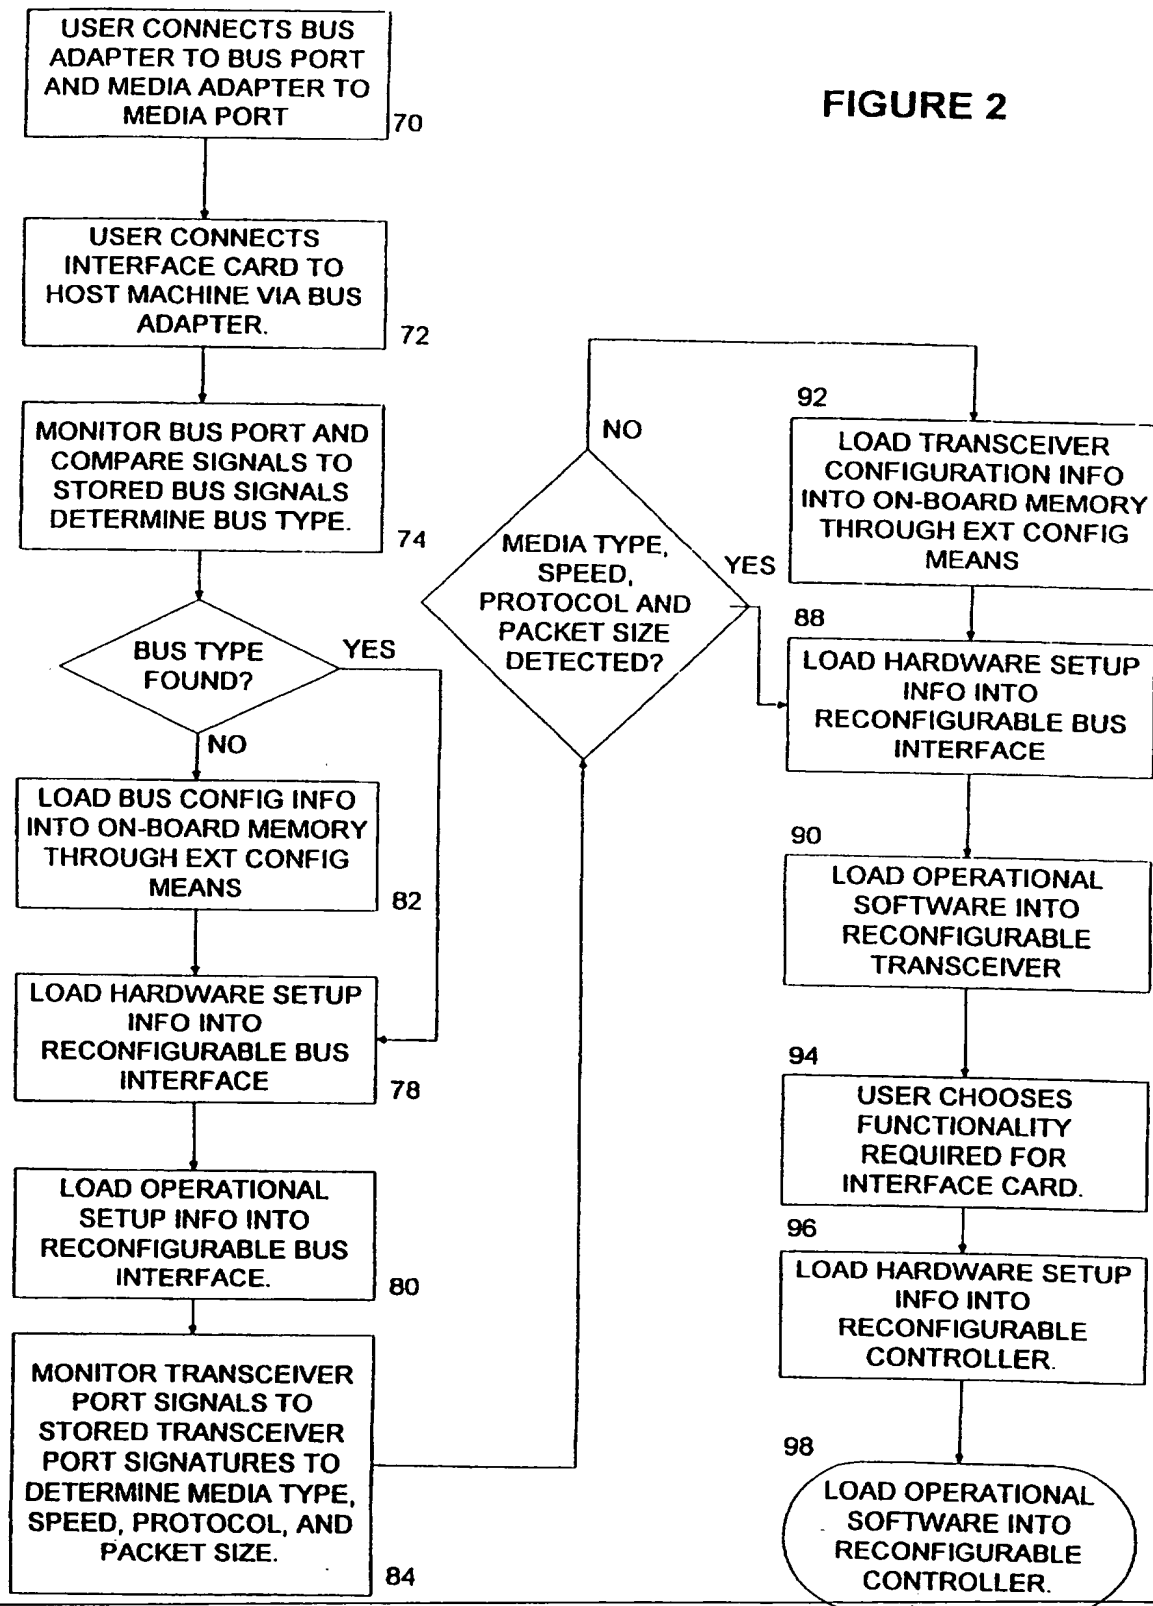 USER CONNECTS BUS
ADAPTER TO BUS PORT
AND MEDIA ADAPTER TO
MEDIA PORT
70
FIGURE 2
USER CONNECTS
INTERFACE CARD TO
HOST MACHINE VIA BUS
ADAPTER.
72
MONITOR BUS PORT AND
COMPARE SIGNALS TO
STORED BUS SIGNALS
DETERMINE BUS TYPE.
74
BUS TYPE
FOUND?
YES
NO
LOAD BUS CONFIG INFO
INTO ON-BOARD MEMORY
THROUGH EXT CONFIG
MEANS
82
LOAD HARDWARE SETUP
INFO INTO
RECONFIGURABLE BUS
INTERFACE
78
LOAD OPERATIONAL
SETUP INFO INTO
RECONFIGURABLE BUS
INTERFACE.
80
MONITOR TRANSCEIVER
PORT SIGNALS TO
STORED TRANSCEIVER
PORT SIGNATURES TO
DETERMINE MEDIA TYPE,
SPEED, PROTOCOL, AND
PACKET SIZE.
84
MEDIA TYPE,
SPEED,
PROTOCOL AND
PACKET SIZE
DETECTED?
NO
YES
92
LOAD TRANSCEIVER
CONFIGURATION INFO
INTO ON-BOARD MEMORY
THROUGH EXT CONFIG
MEANS
88
LOAD HARDWARE SETUP
INFO INTO
RECONFIGURABLE BUS
INTERFACE
90
LOAD OPERATIONAL
SOFTWARE INTO
RECONFIGURABLE
TRANSCEIVER
94
USER CHOOSES
FUNCTIONALITY
REQUIRED FOR
INTERFACE CARD.
96
LOAD HARDWARE SETUP
INFO INTO
RECONFIGURABLE
CONTROLLER.
98
LOAD OPERATIONAL
SOFTWARE INTO
RECONFIGURABLE
CONTROLLER.